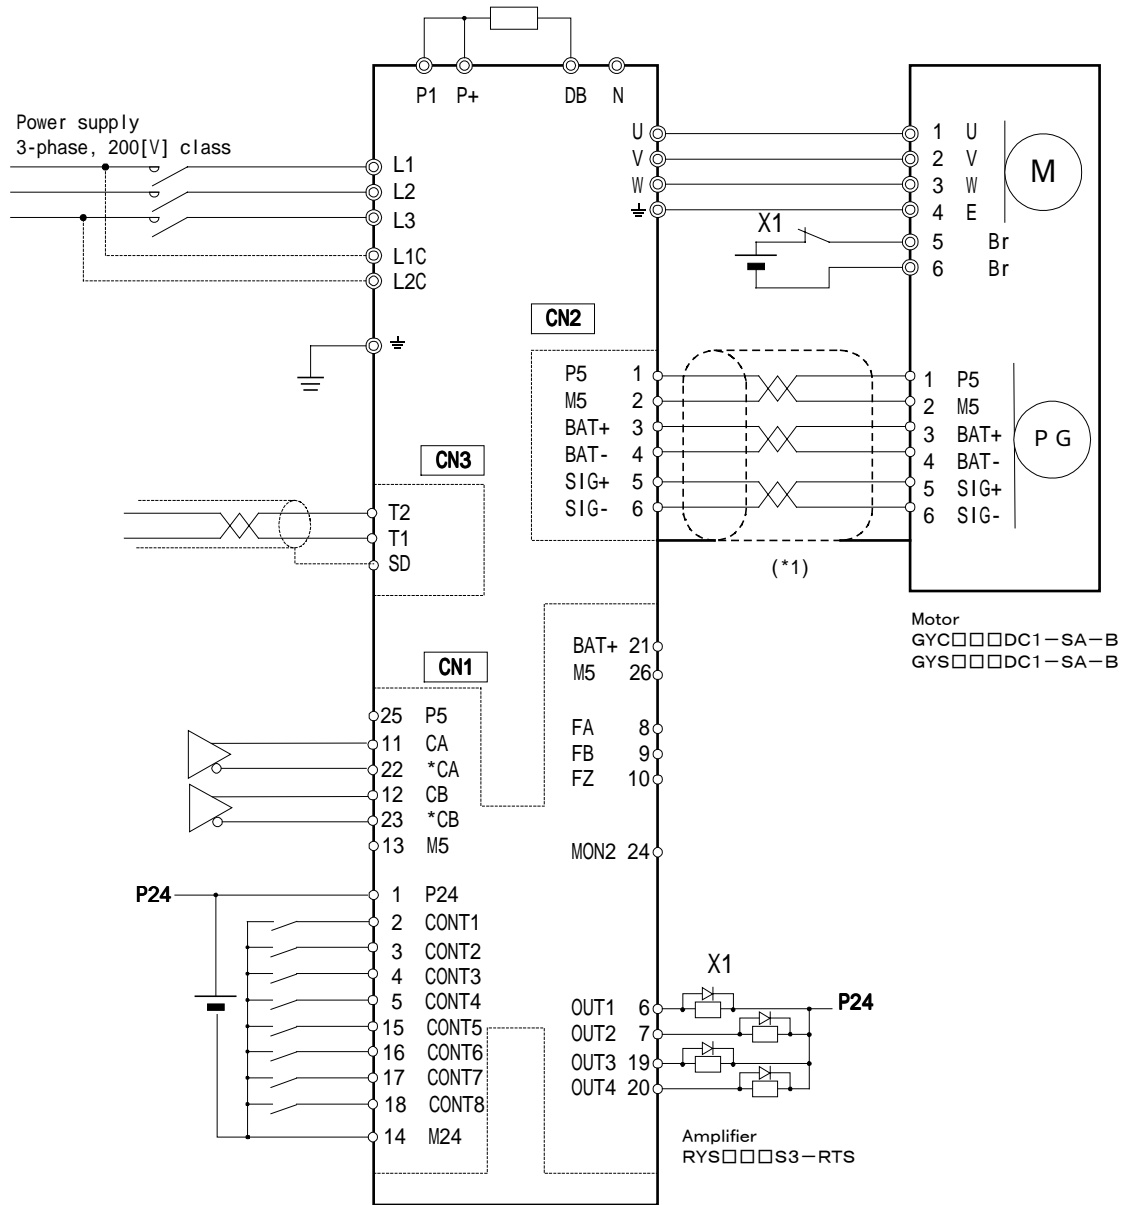 P1 P+ DB N
Power supply
3-phase, 200[V] class
L1
L2
L3
L1C
L2C
U
V
W
1 U
2 V
3 W
4 E
5 Br
6 Br
M
X1
CN2
P5 1
M5 2
BAT+ 3
BAT- 4
SIG+ 5
SIG- 6
1 P5
2 M5
3 BAT+
4 BAT-
5 SIG+
6 SIG-
PG
(*1)
CN3
T2
T1
SD
Motor
GYC□□□DC1-SA-B
GYS□□□DC1-SA-B
CN1
BAT+ 21
M5 26
FA 8
FB 9
FZ 10
MON2 24
25 P5
11 CA
22 *CA
12 CB
23 *CB
13 M5
P24
1 P24
2 CONT1
3 CONT2
4 CONT3
5 CONT4
15 CONT5
16 CONT6
17 CONT7
18 CONT8
14 M24
X1
OUT1 6
OUT2 7
OUT3 19
OUT4 20
P24
Amplifier
RYS□□□S3-RTS